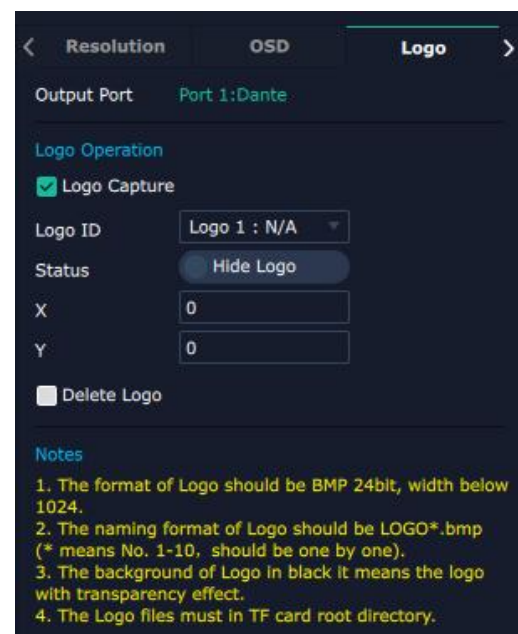 Resolution OSD Logo
Output Port Port 1:Dante
Logo Operation
Logo Capture
Logo ID Logo 1 : N/A
Status Hide Logo
X 0
Y 0
Delete Logo
Notes
1. The format of Logo should be BMP 24bit, width below
1024.
2. The naming format of Logo should be LOGO*.bmp
(* means No. 1-10, should be one by one).
3. The background of Logo in black it means the logo
with transparency effect.
4. The Logo files must in TF card root directory.